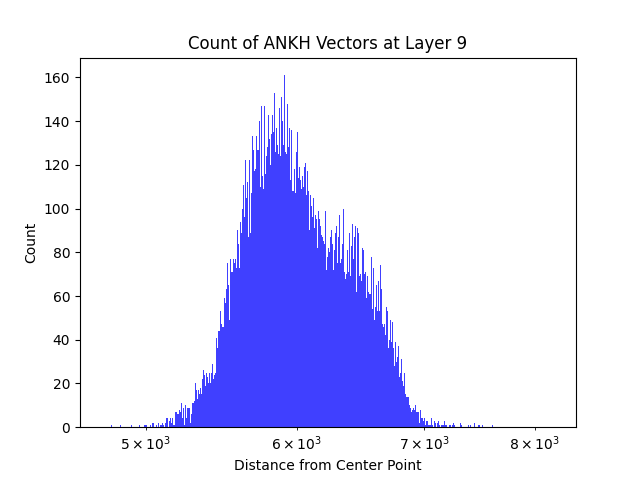 Count of ANKH Vectors at Layer 9
160
140
120
100
80
60
40
20
0
Count
5 × 10³
6 × 10³
7 × 10³
8 × 10³
Distance from Center Point